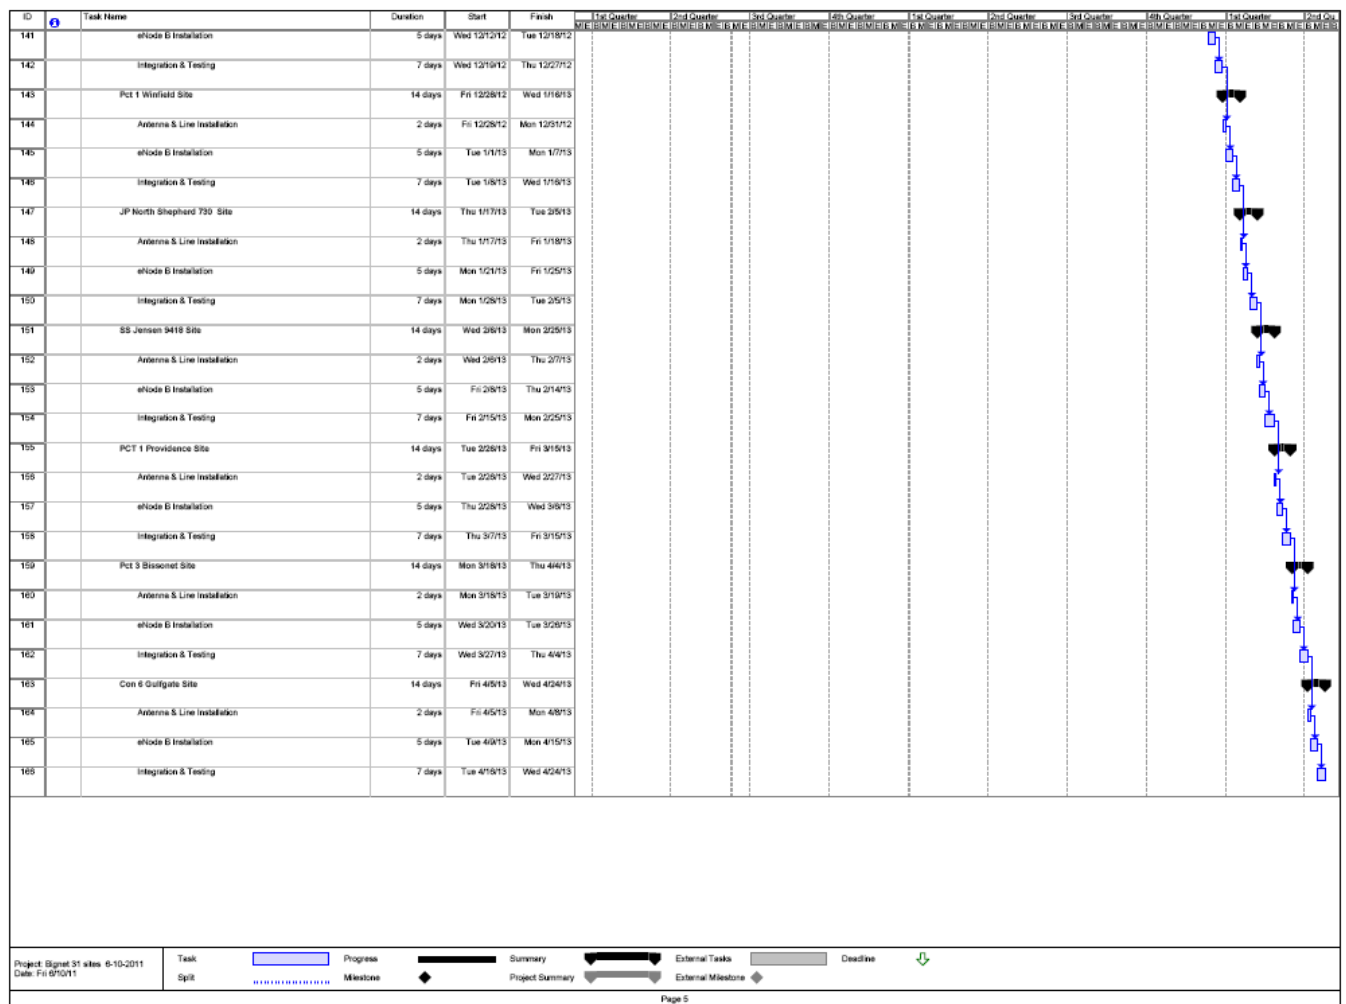 ID Task Name Duration Start Finish 1st Quarter 2nd Quarter 3rd Quarter 4th Quarter 1st Quarter 2nd Quarter 3rd Quarter 4th Quarter 1st Quarter 2nd Qu
141 eNode B Installation 5 days Wed 12/12/12 Tue 12/18/12
142 Integration & Testing 7 days Wed 12/19/12 Thu 12/27/12
143 Pct 1 Winfield Site 14 days Fri 12/28/12 Wed 1/16/13
144 Antenna & Line Installation 2 days Fri 12/28/12 Mon 12/31/12
145 eNode B Installation 5 days Tue 1/1/13 Mon 1/7/13
146 Integration & Testing 7 days Tue 1/8/13 Wed 1/16/13
147 JP North Shepherd 730 Site 14 days Thu 1/17/13 Tue 2/5/13
148 Antenna & Line Installation 2 days Thu 1/17/13 Fri 1/18/13
149 eNode B Installation 5 days Mon 1/21/13 Fri 1/25/13
150 Integration & Testing 7 days Mon 1/28/13 Tue 2/5/13
151 SS Jensen 9418 Site 14 days Wed 2/6/13 Mon 2/25/13
152 Antenna & Line Installation 2 days Wed 2/6/13 Thu 2/7/13
153 eNode B Installation 5 days Fri 2/8/13 Thu 2/14/13
154 Integration & Testing 7 days Fri 2/15/13 Mon 2/25/13
155 PCT 1 Providence Site 14 days Tue 2/26/13 Fri 3/15/13
156 Antenna & Line Installation 2 days Tue 2/26/13 Wed 2/27/13
157 eNode B Installation 5 days Thu 2/28/13 Wed 3/6/13
158 Integration & Testing 7 days Thu 3/7/13 Fri 3/15/13
159 Pct 3 Bissonet Site 14 days Mon 3/18/13 Thu 4/4/13
160 Antenna & Line Installation 2 days Mon 3/18/13 Tue 3/19/13
161 eNode B Installation 5 days Wed 3/20/13 Tue 3/26/13
162 Integration & Testing 7 days Wed 3/27/13 Thu 4/4/13
163 Con 6 Gulfgate Site 14 days Fri 4/5/13 Wed 4/24/13
164 Antenna & Line Installation 2 days Fri 4/5/13 Mon 4/8/13
165 eNode B Installation 5 days Tue 4/9/13 Mon 4/15/13
166 Integration & Testing 7 days Tue 4/16/13 Wed 4/24/13
Project: Bignet 31 sites 6-10-2011
Date: Fri 6/10/11
Task Progress Summary External Tasks Deadline
Split Milestone Project Summary External Milestone
Page 5